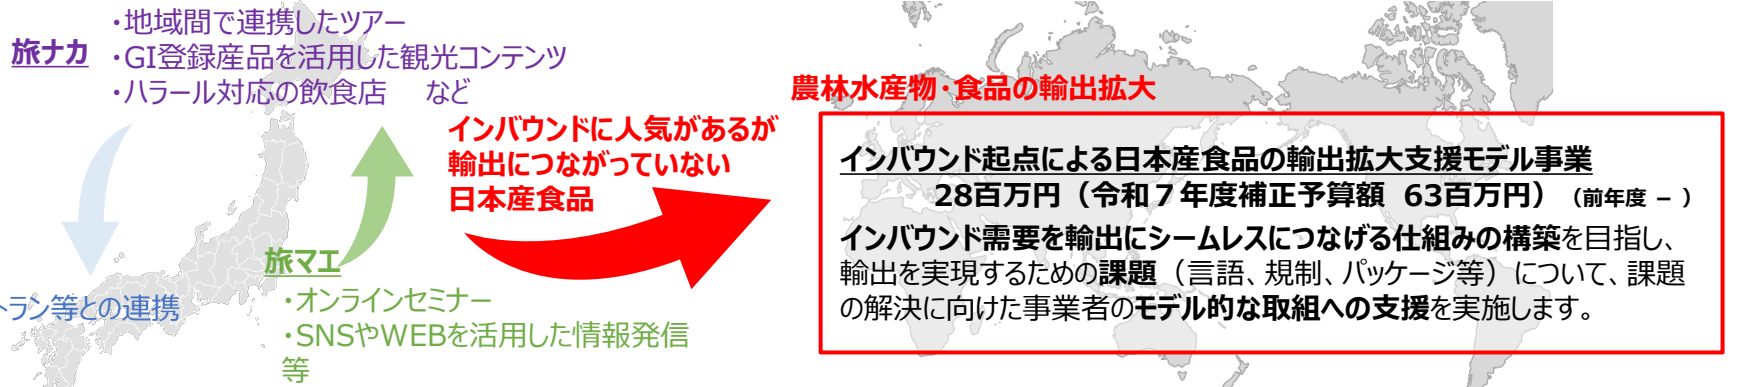 旅ナカ
・地域間で連携したツアー
・GI登録産品を活用した観光コンテンツ
・ハラール対応の飲食店　など
インバウンドに人気があるが
輸出につながっていない
日本産食品
旅マエ
・オンラインセミナー
・SNSやWEBを活用した情報発信
等
トラン等との連携
農林水産物・食品の輸出拡大
インバウンド起点による日本産食品の輸出拡大支援モデル事業
28百万円（令和７年度補正予算額 63百万円）（前年度 － ）
インバウンド需要を輸出にシームレスにつなげる仕組みの構築を目指し、
輸出を実現するための課題（言語、規制、パッケージ等）について、課題
の解決に向けた事業者のモデル的な取組への支援を実施します。